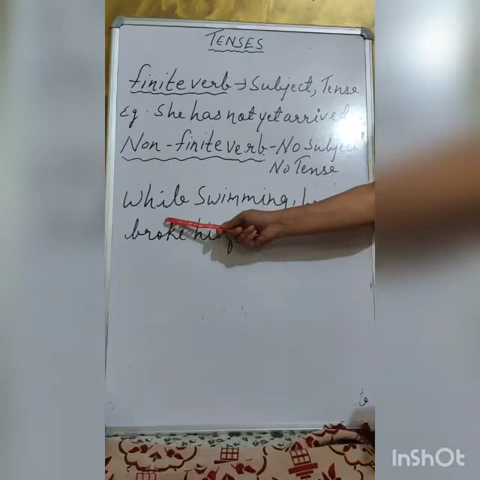 TENSES
finite verb → Subject, Tense
Eg. She has not yet arrived
Non-finite verb - No Subject
No Tense
While Swimming,
broke
InShOt